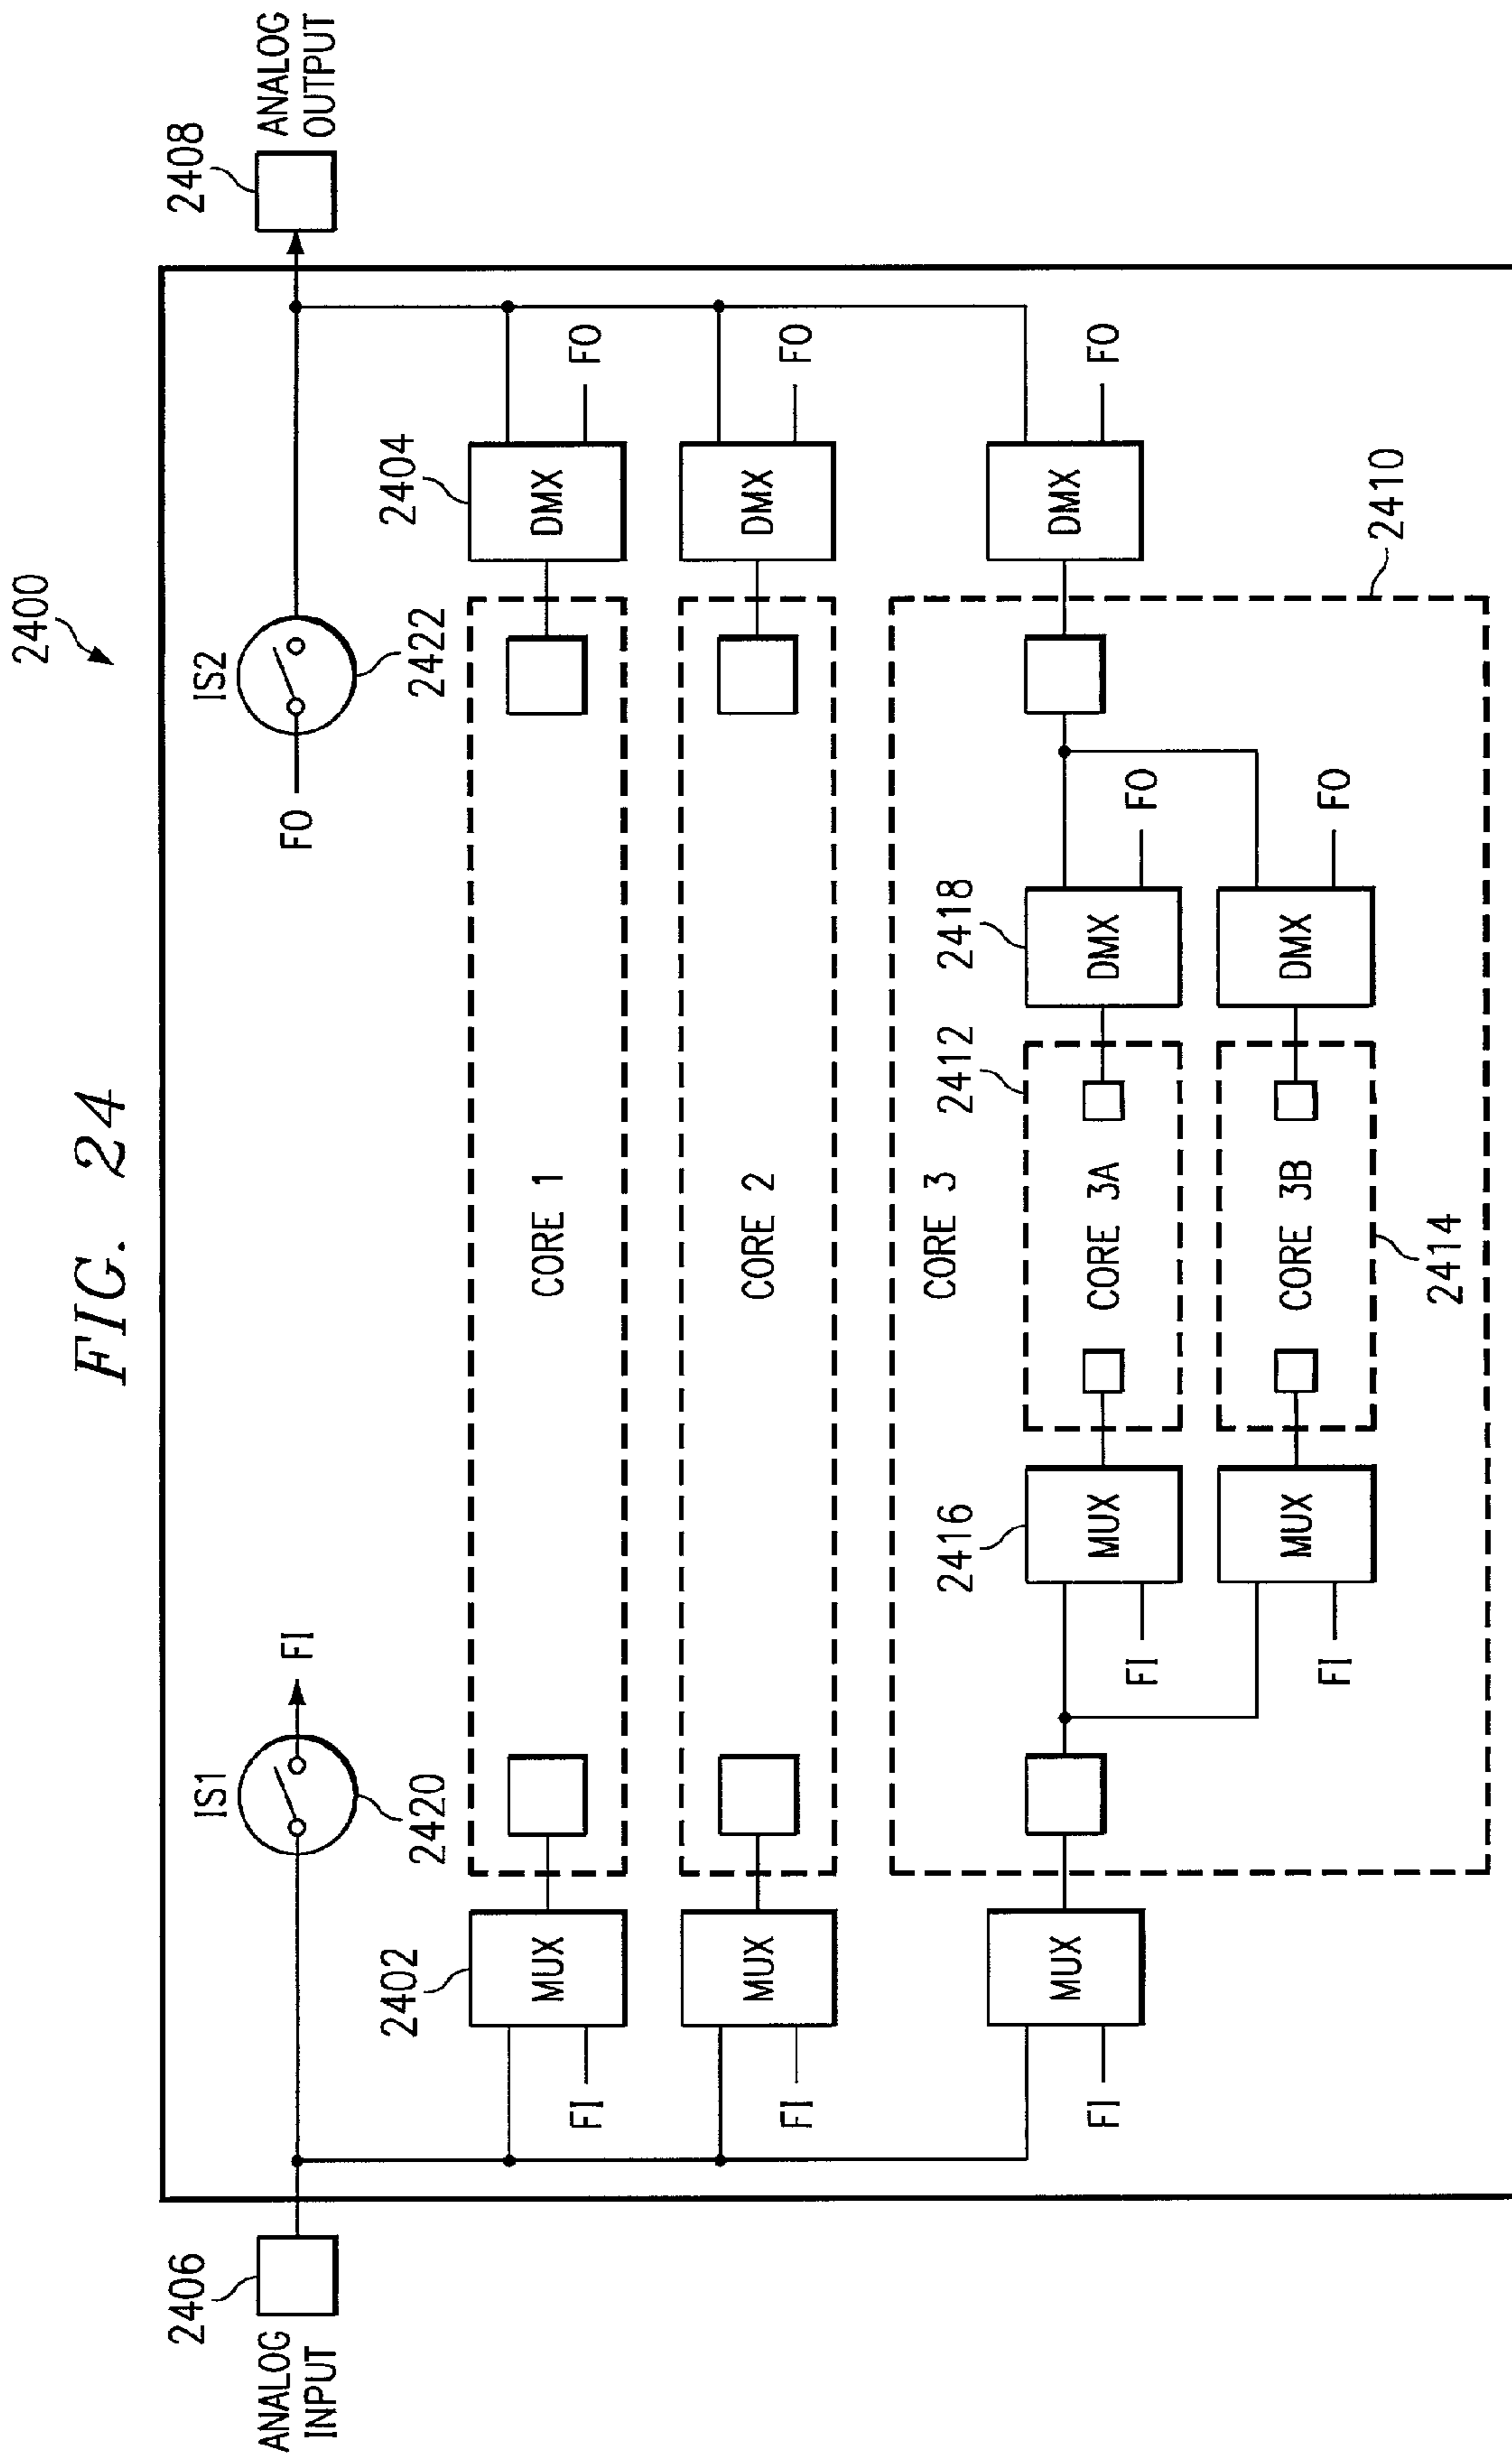 FIG. 24
2400
2406
ANALOG
INPUT
IS1
FI
2420
IS2
FO
2422
2408
ANALOG
OUTPUT
2402
MUX
FI
CORE 1
2404
DMX
FO
MUX
FI
CORE 2
DMX
FO
CORE 3
MUX
FI
2416
MUX
FI
2412
CORE 3A
2418
DMX
FO
DMX
FO
MUX
FI
CORE 3B
2414
DMX
FO
2410